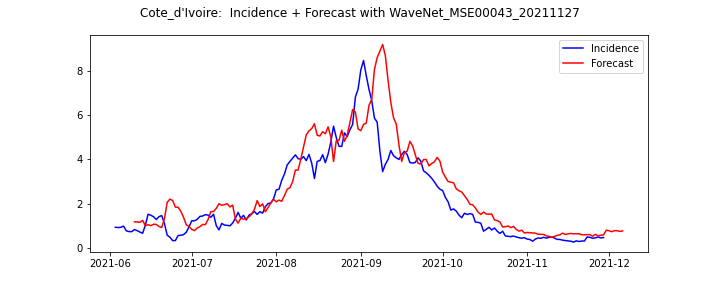 Cote_d'Ivoire:  Incidence + Forecast with WaveNet_MSE00043_20211127
Incidence
Forecast
8
6
4
2
0
2021-06 2021-07 2021-08 2021-09 2021-10 2021-11 2021-12